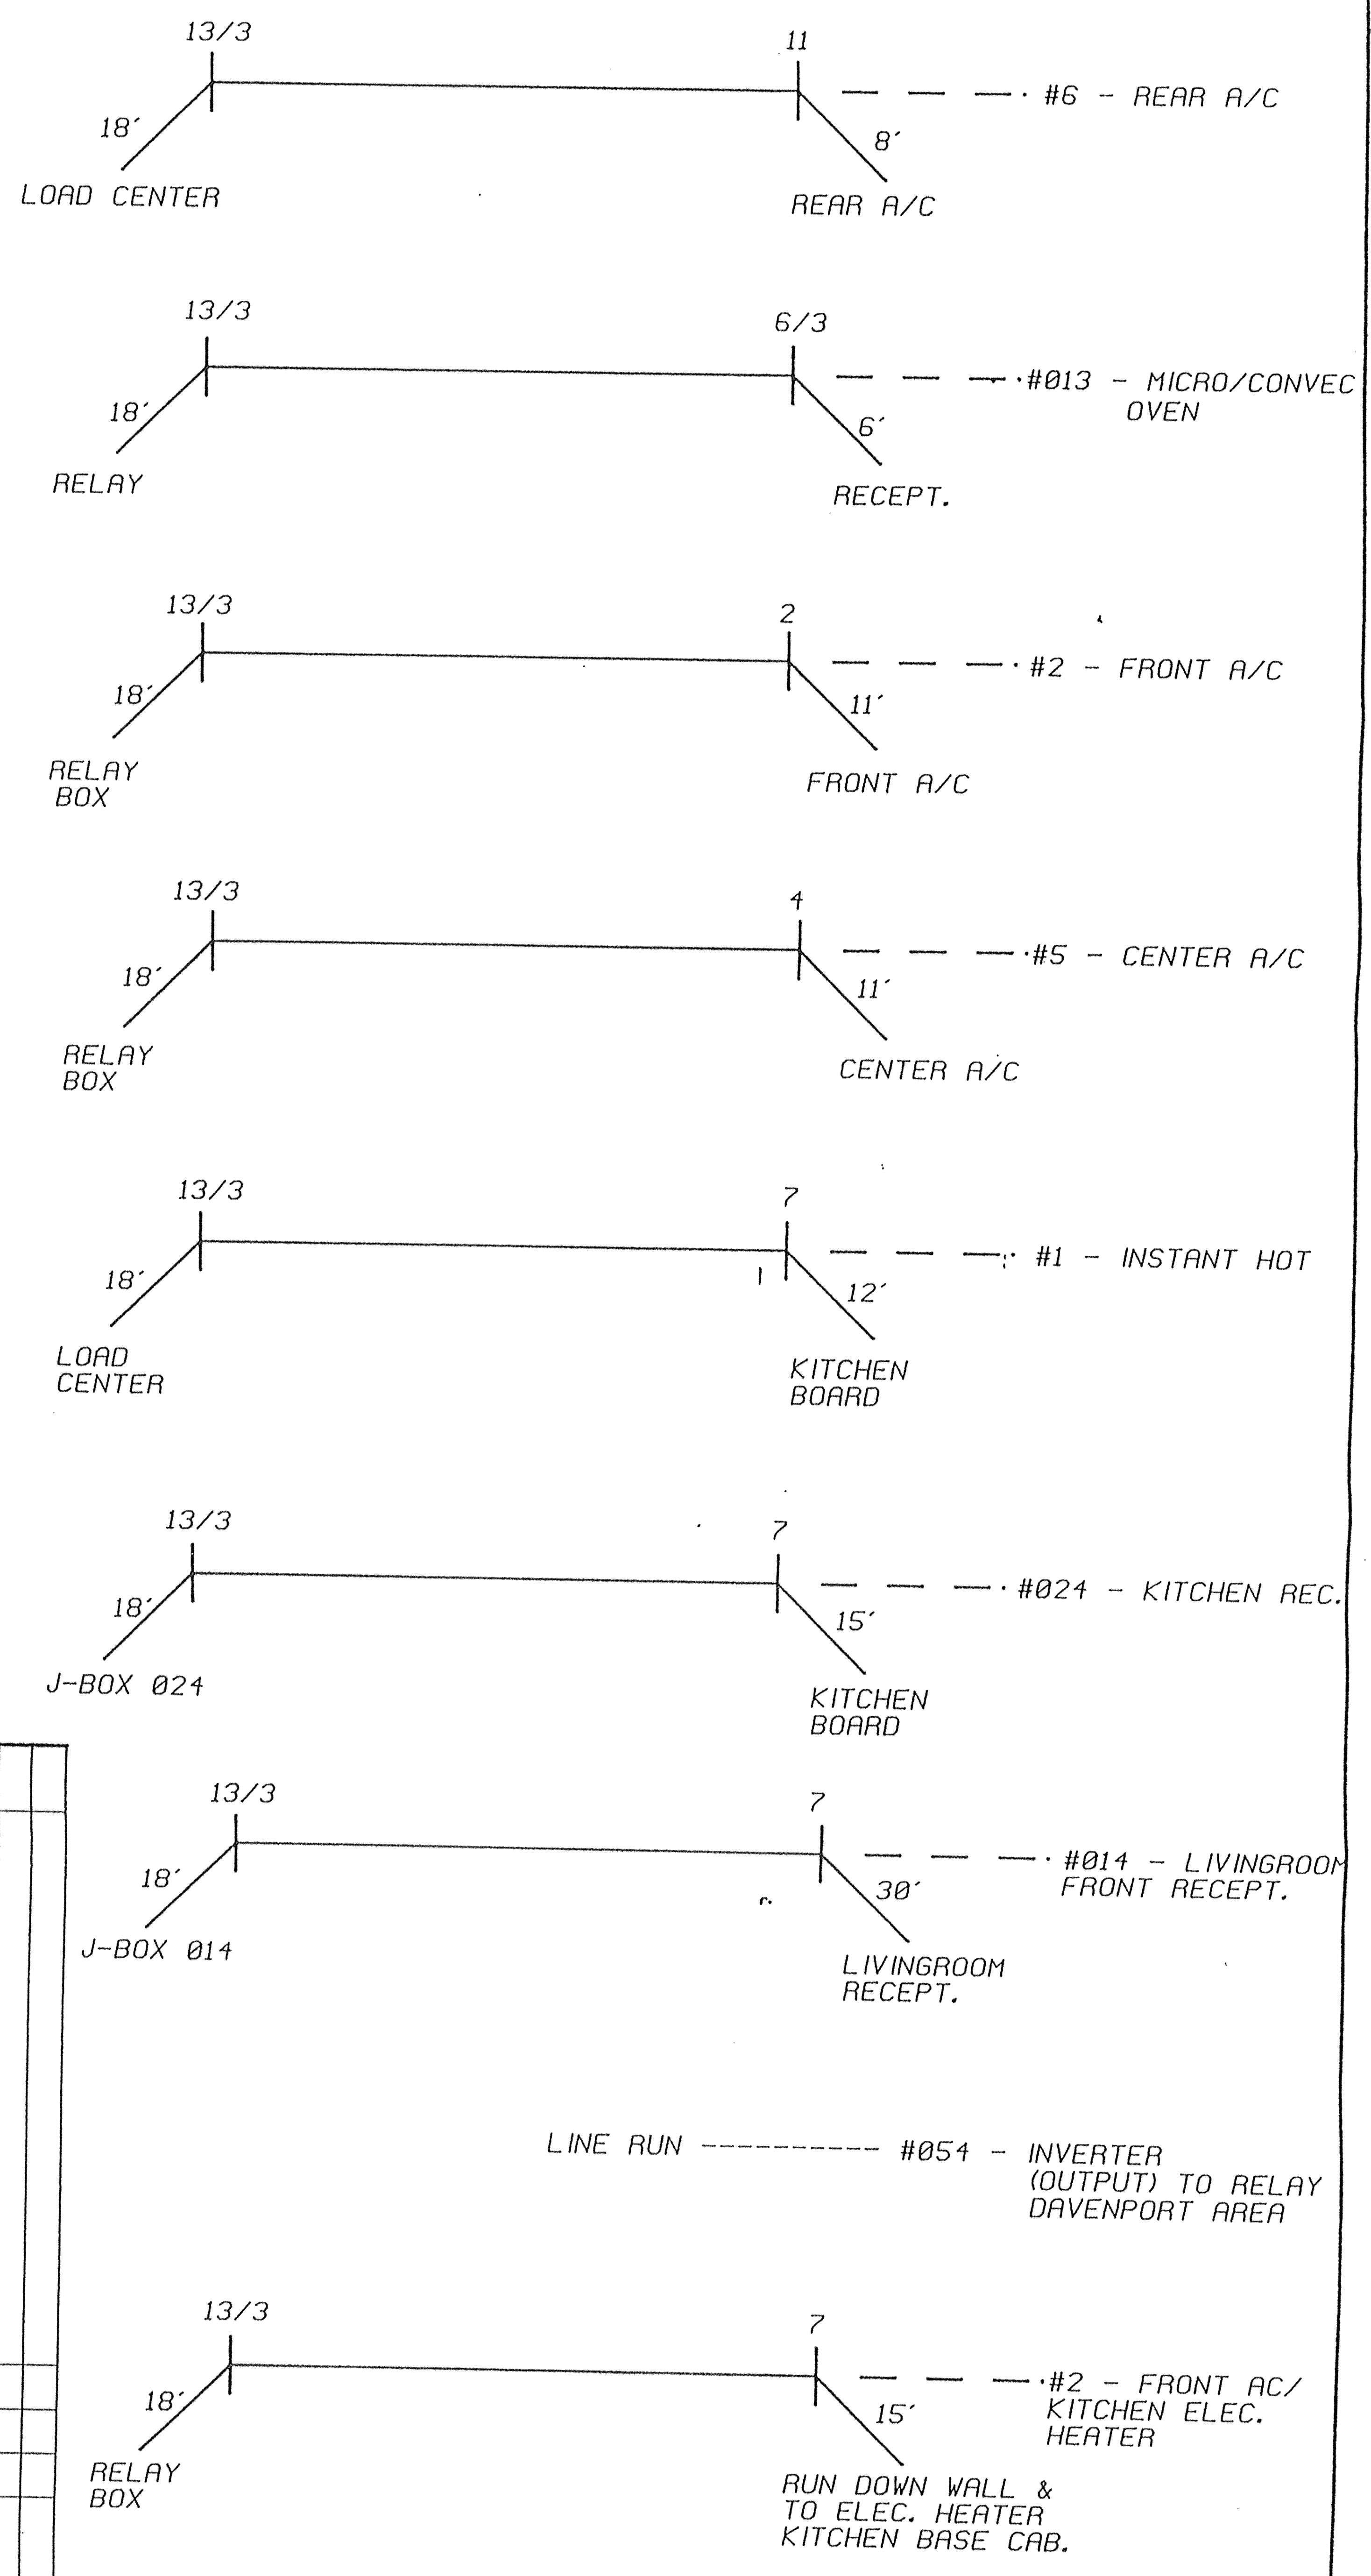 13/3
11
#6 - REAR A/C
18'
8'
LOAD CENTER
REAR A/C
13/3
6/3
#013 - MICRO/CONVEC
OVEN
18'
6'
RELAY
RECEPT.
13/3
2
#2 - FRONT A/C
18'
11'
RELAY
BOX
FRONT A/C
13/3
4
#5 - CENTER A/C
18'
11'
RELAY
BOX
CENTER A/C
13/3
7
#1 - INSTANT HOT
18'
12'
LOAD
CENTER
KITCHEN
BOARD
13/3
7
#024 - KITCHEN REC.
18'
15'
J-BOX 024
KITCHEN
BOARD
13/3
7
#014 - LIVINGROOM
FRONT RECEPT.
18'
30'
J-BOX 014
LIVINGROOM
RECEPT.
LINE RUN ---------- #054 - INVERTER
(OUTPUT) TO RELAY
DAVENPORT AREA
13/3
7
#2 - FRONT AC/
KITCHEN ELEC.
HEATER
18'
15'
RELAY
BOX
RUN DOWN WALL &
TO ELEC. HEATER
KITCHEN BASE CAB.